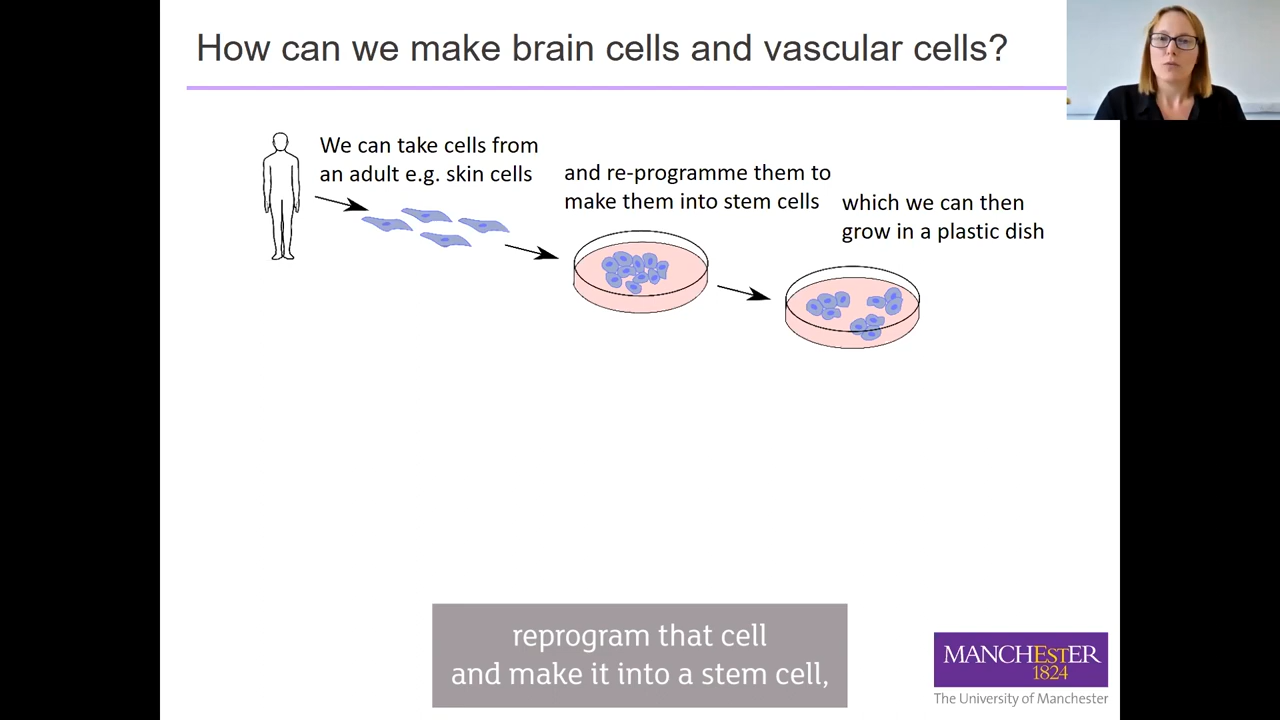 How can we make brain cells and vascular cells?
We can take cells from
an adult e.g. skin cells
and re-programme them to
make them into stem cells
which we can then
grow in a plastic dish
reprogram that cell
and make it into a stem cell,
MANCHESTER
1824
The University of Manchester